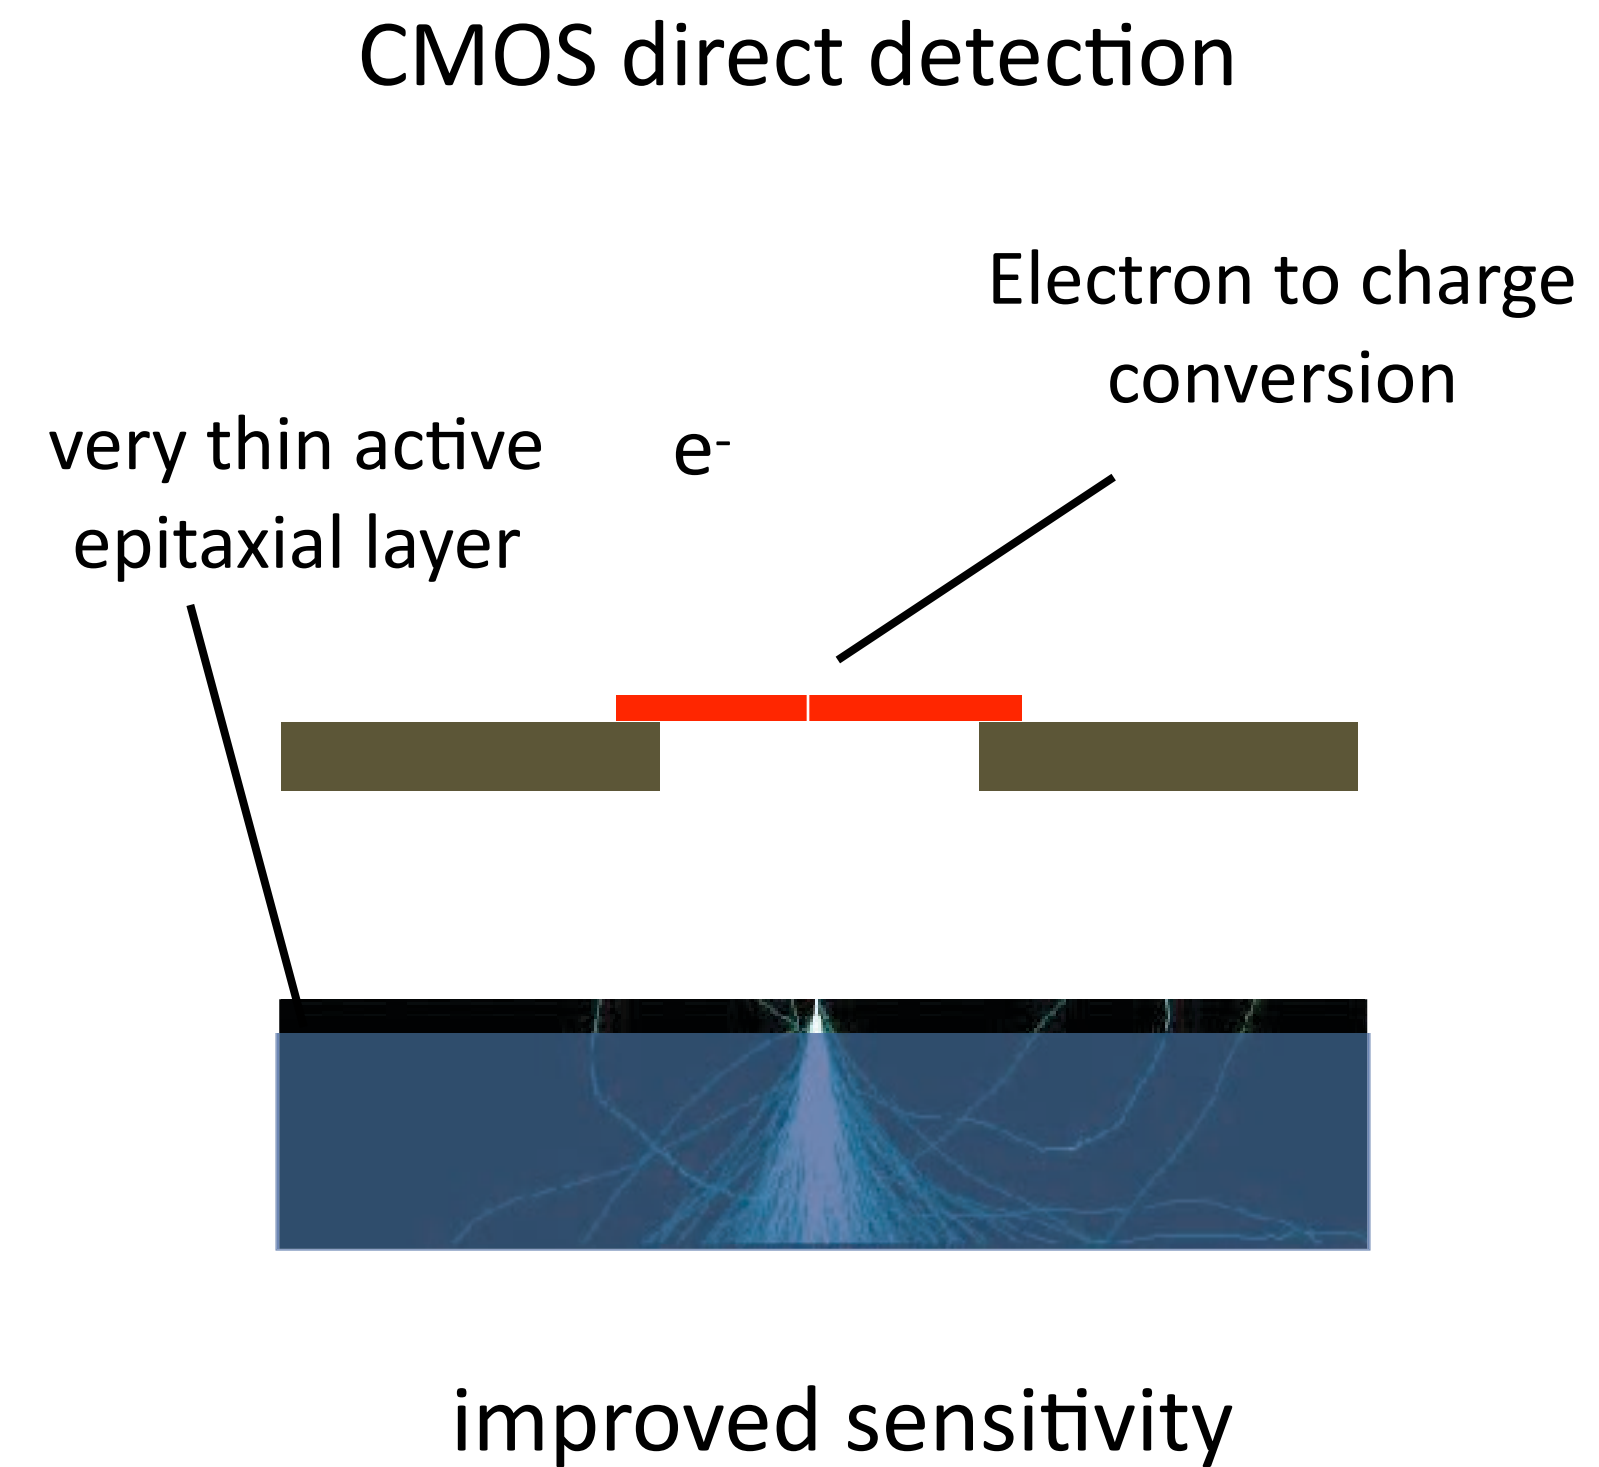 CMOS direct detection
Electron to charge
conversion
very thin active
epitaxial layer
e-
improved sensitivity